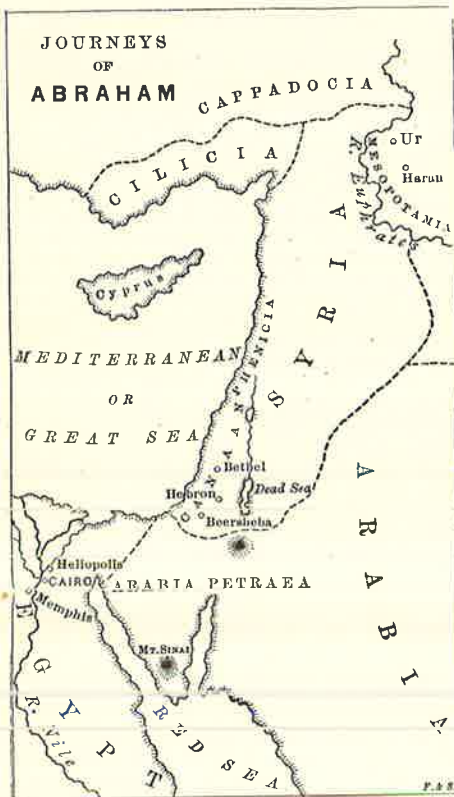 JOURNEYS
OF
ABRAHAM
CAPPADOCIA
CILICIA
Ur
Harun
MESOPOTAMIA
R. Euphrates
Cyprus
SYRIA
PHENICIA
MEDITERRANEAN
OR
GREAT SEA
CANAAN
Bethel
Hebron
Dead Sea
Beersheba
ARABIA
Heliopolis
CAIRO
Memphis
ARABIA PETRAEA
MT. SINAI
EGYPT
R. Nile
RED SEA
F. & S.